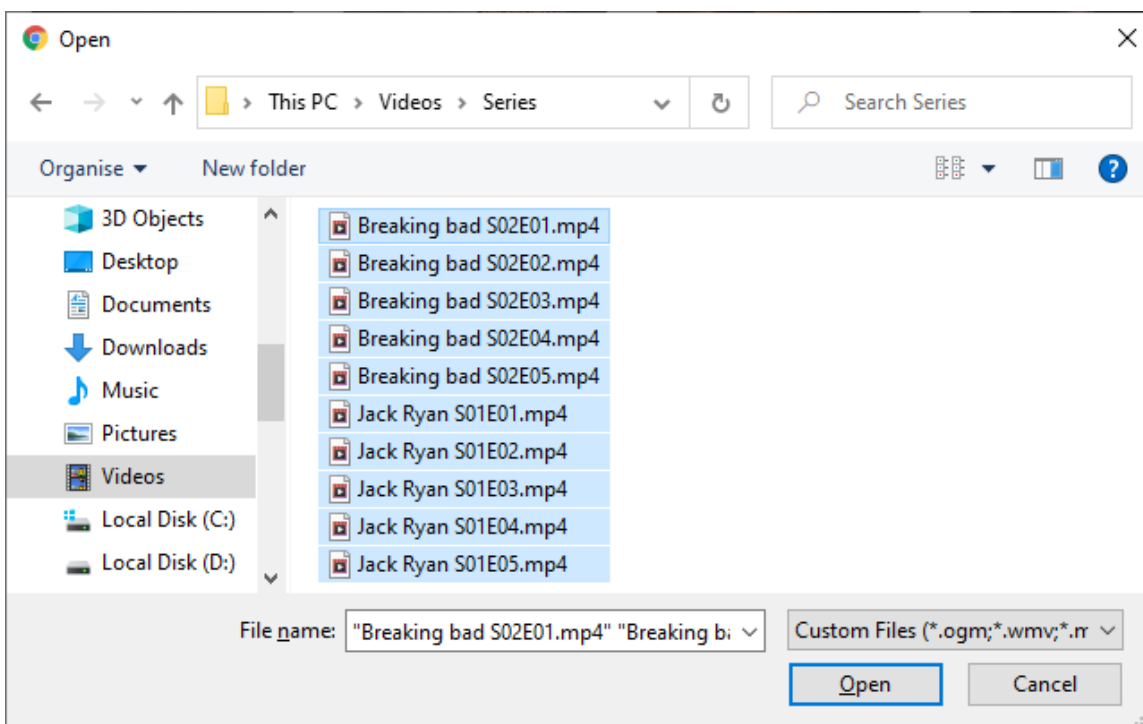 Open
This PC > Videos > Series
Search Series
Organise
New folder
3D Objects
Desktop
Documents
Downloads
Music
Pictures
Videos
Local Disk (C:)
Local Disk (D:)
Breaking bad S02E01.mp4
Breaking bad S02E02.mp4
Breaking bad S02E03.mp4
Breaking bad S02E04.mp4
Breaking bad S02E05.mp4
Jack Ryan S01E01.mp4
Jack Ryan S01E02.mp4
Jack Ryan S01E03.mp4
Jack Ryan S01E04.mp4
Jack Ryan S01E05.mp4
File name: "Breaking bad S02E01.mp4" "Breaking
Custom Files (*.ogm;*.wmv;*.
Open
Cancel